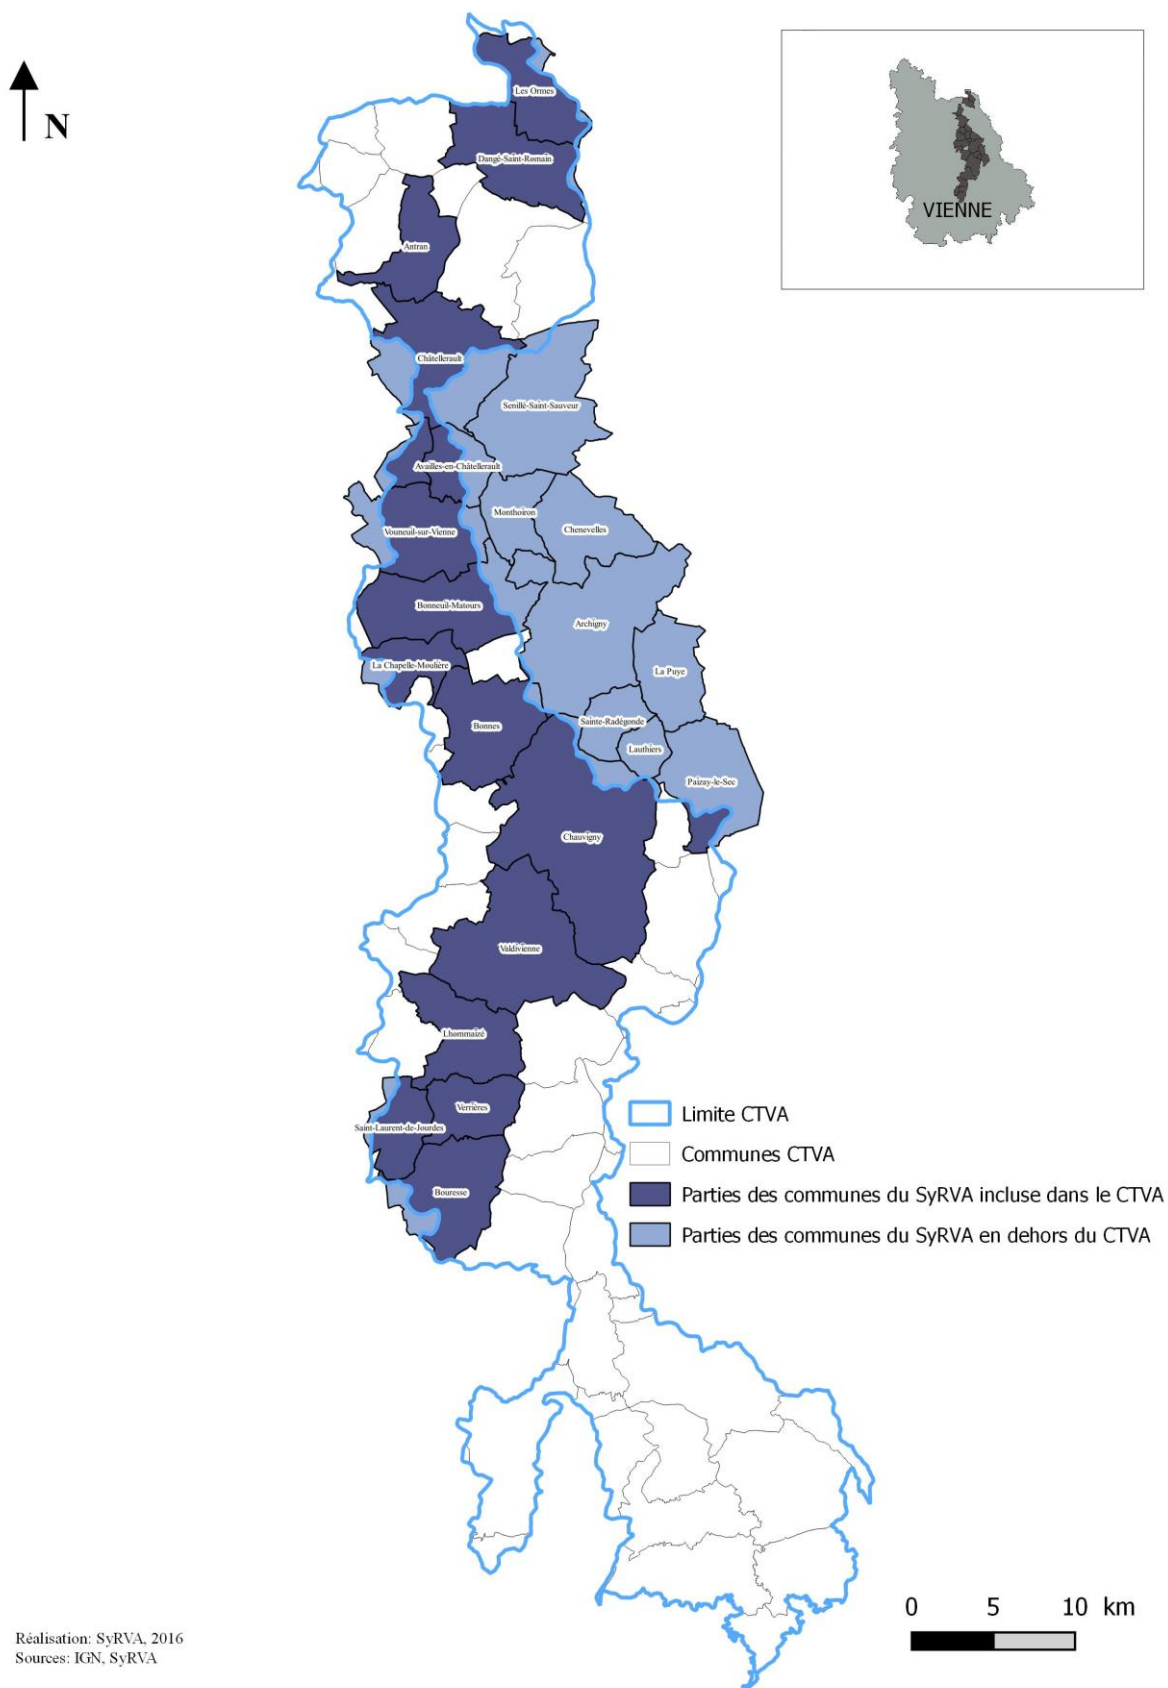 N
VIENNE
Les Ormes
Dangé-Saint-Romain
Antran
Châtellerault
Senillé-Saint-Sauveur
Availles-en-Châtellerault
Monthoiron
Chenevelles
Vouneuil-sur-Vienne
Bonneuil-Matours
Archigny
La Chapelle-Moulière
La Puye
Sainte-Radégonde
Bonnes
Lauthiers
Paizay-le-Sec
Chauvigny
Valdivienne
Lhommaizé
Verrières
Saint-Laurent-de-Jourdes
Bouresse
Limite CTVA
Communes CTVA
Parties des communes du SyRVA incluse dans le CTVA
Parties des communes du SyRVA en dehors du CTVA
0 5 10 km
Réalisation: SyRVA, 2016
Sources: IGN, SyRVA